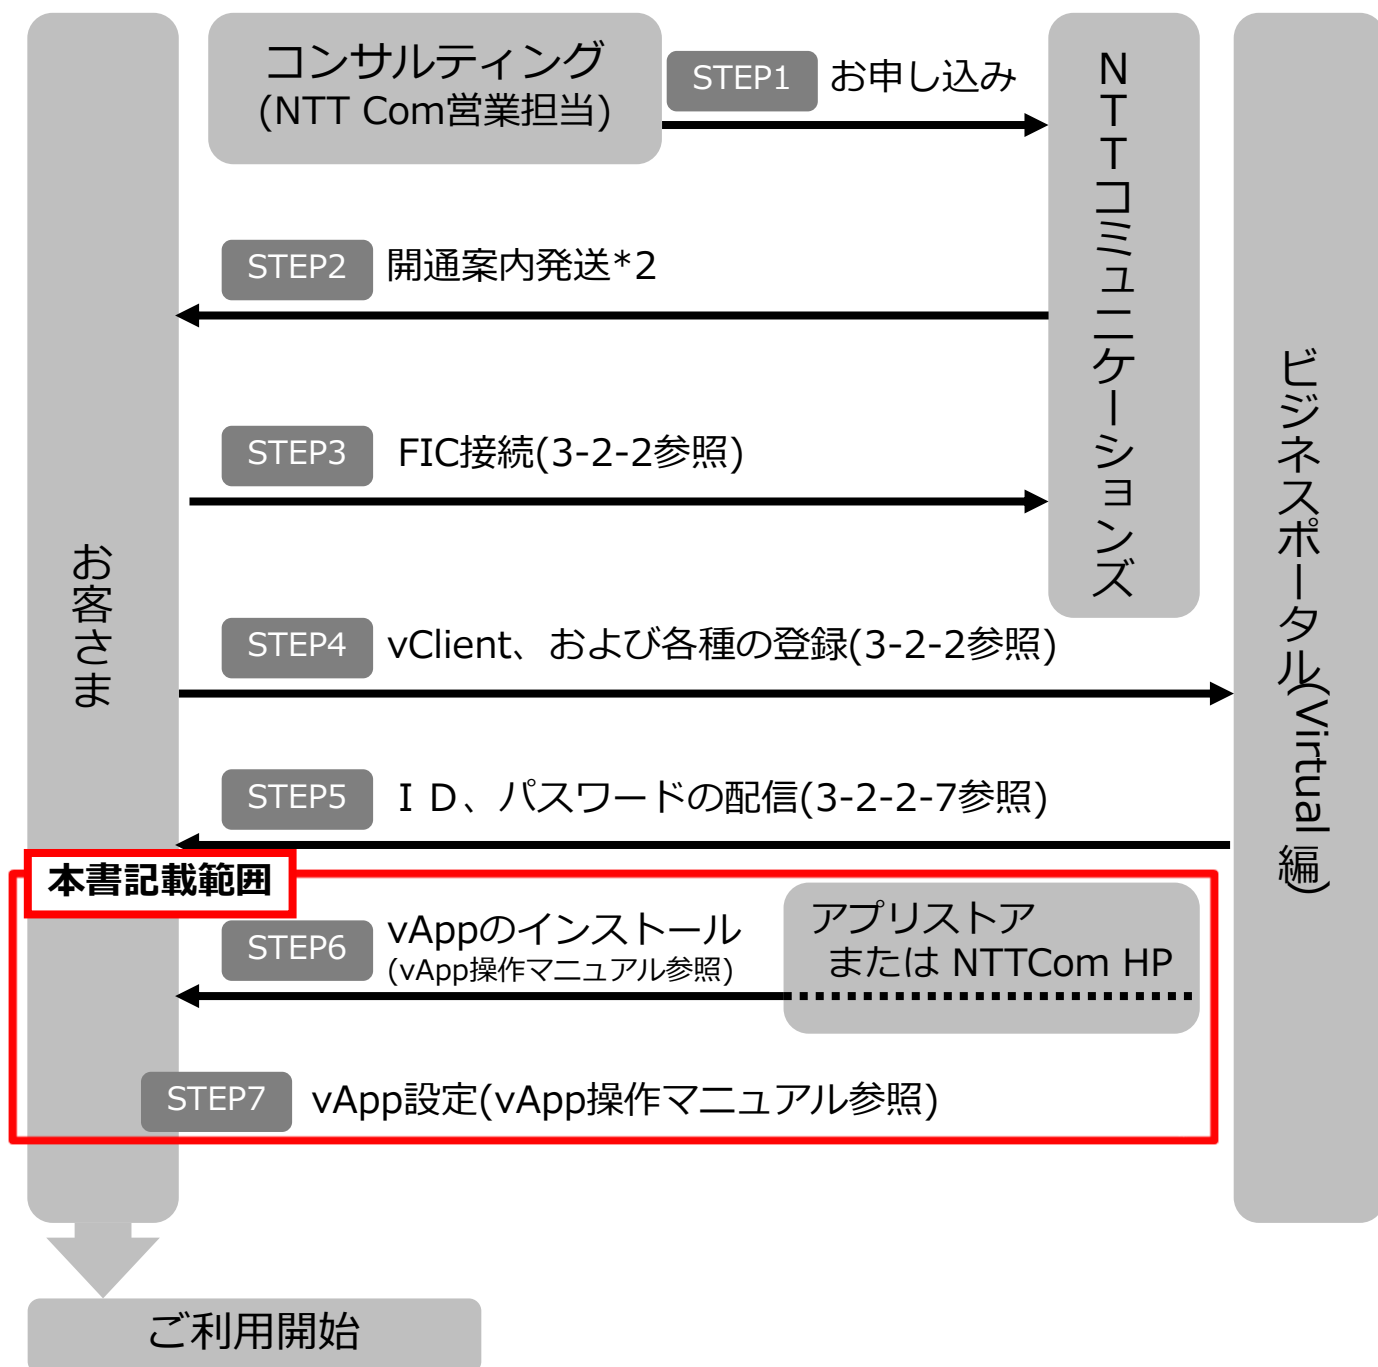 コンサルティング
(NTT Com営業担当)
STEP1 お申し込み
NTTコミュニケーションズ
ビジネスポータル(Virtual編)
お客さま
STEP2 開通案内発送*2
STEP3 FIC接続(3-2-2参照)
STEP4 vClient、および各種の登録(3-2-2参照)
STEP5 ＩＤ、パスワードの配信(3-2-2-7参照)
本書記載範囲
STEP6 vAppのインストール
(vApp操作マニュアル参照)
アプリストア
または NTTCom HP
STEP7 vApp設定(vApp操作マニュアル参照)
ご利用開始